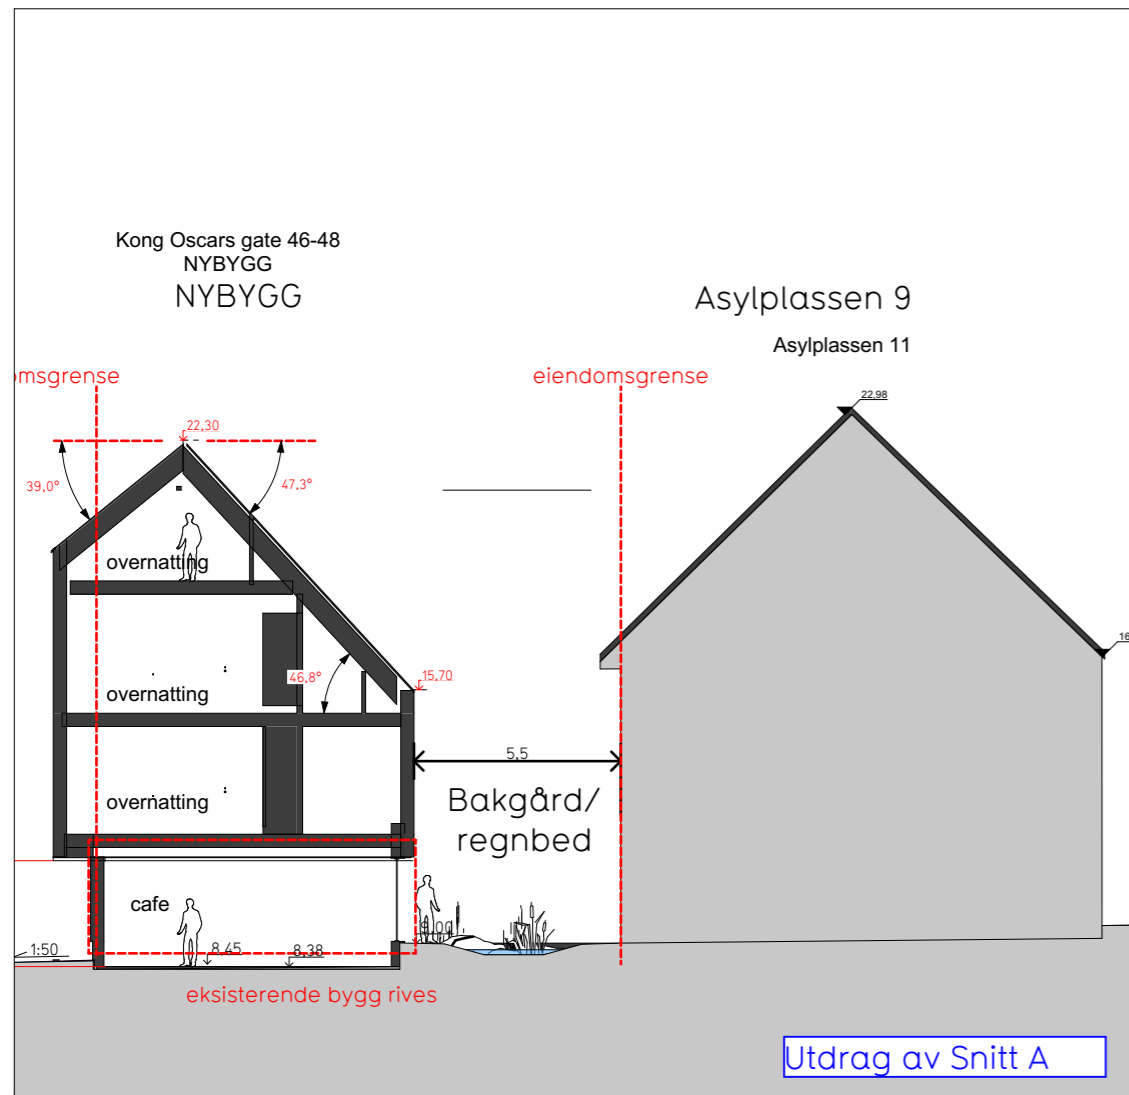 Kong Oscars gate 46-48
NYBYGG
NYBYGG
Asylplassen 9
Asylplassen 11
omsgrense
eiendomsgrense
22,98
22,30
39,0°
47,3°
overnatting
16
46,8°
15,70
overnatting
5,5
overnatting
Bakgård/
regnbed
cafe
1:50
8,45
8,38
eksisterende bygg rives
Utdrag av Snitt A